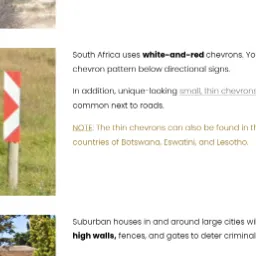 South Africa uses white-and-red chevrons. Yo
chevron pattern below directional signs.
In addition, unique-looking small, thin chevrons
common next to roads.
NOTE: The thin chevrons can also be found in th
countries of Botswana, Eswatini, and Lesotho.
Suburban houses in and around large cities wi
high walls, fences, and gates to deter criminal